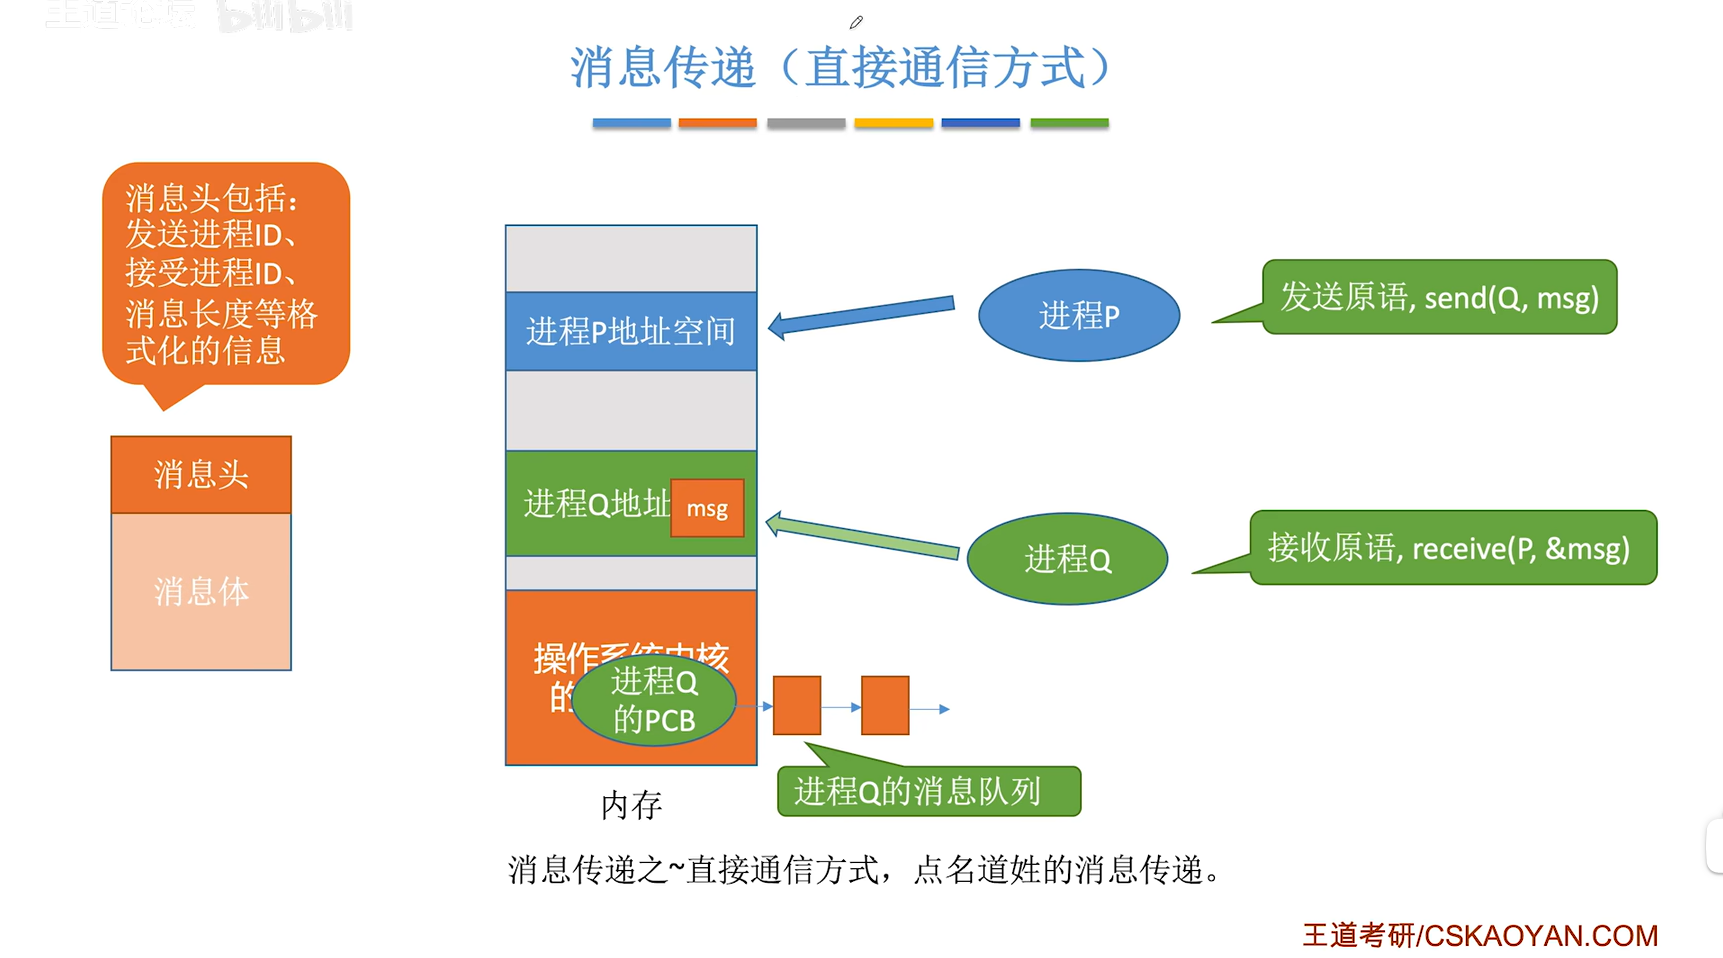 消息传递（直接通信方式）
消息头包括：
发送进程ID、
接受进程ID、
消息长度等格
式化的信息
消息头
消息体
进程P地址空间
进程Q地址
msg
操作系统内核
的
进程Q
的PCB
内存
进程P
发送原语, send(Q, msg)
进程Q
接收原语, receive(P, &msg)
进程Q的消息队列
消息传递之~直接通信方式，点名道姓的消息传递。
王道考研/CSKAOYAN.COM
bilibili